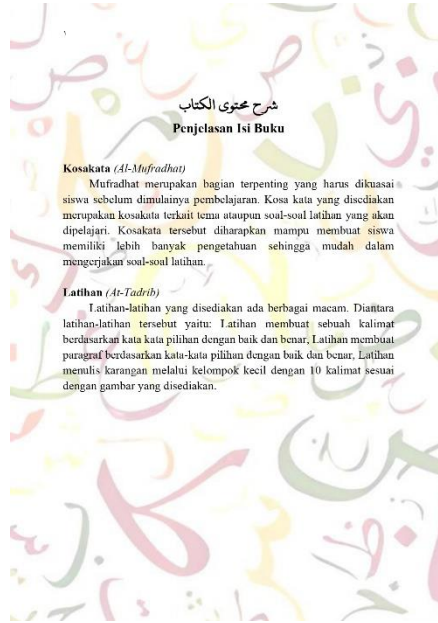 ١
شرح محتوى الكتاب
Penjelasan Isi Buku
Kosakata (Al-Mufradhat)
Mufradhat merupakan bagian terpenting yang harus dikuasai
siswa sebelum dimulainya pembelajaran. Kosa kata yang disediakan
merupakan kosakata terkait tema ataupun soal-soal latihan yang akan
dipelajari. Kosakata tersebut diharapkan mampu membuat siswa
memiliki lebih banyak pengetahuan sehingga mudah dalam
mengerjakan soal-soal latihan.
Latihan (At-Tadrib)
Latihan-latihan yang disediakan ada berbagai macam. Diantara
latihan-latihan tersebut yaitu: Latihan membuat sebuah kalimat
berdasarkan kata kata pilihan dengan baik dan benar, Latihan membuat
paragraf berdasarkan kata-kata pilihan dengan baik dan benar, Latihan
menulis karangan melalui kelompok kecil dengan 10 kalimat sesuai
dengan gambar yang disediakan.